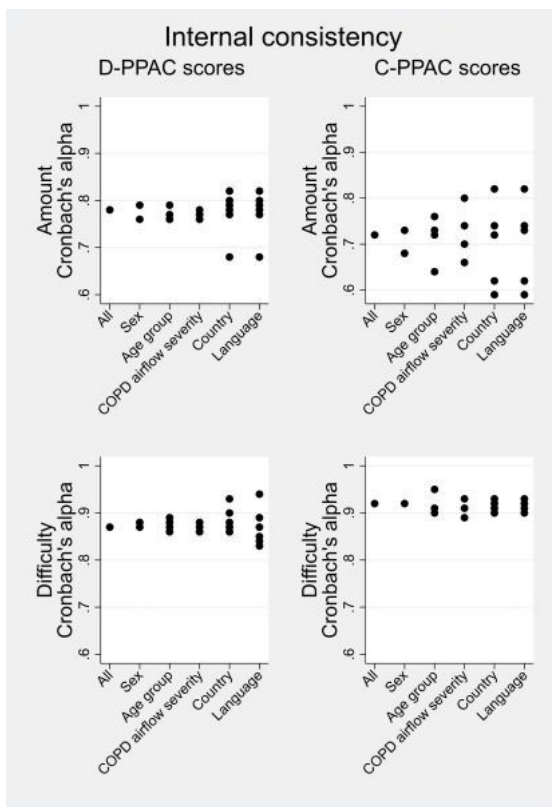 Internal consistency
D-PPAC scores
C-PPAC scores
Amount
Cronbach's alpha
1
.9
.8
.7
.6
All
Sex
Age group
COPD airflow severity
Country
Language
Amount
Cronbach's alpha
1
.9
.8
.7
.6
All
Sex
Age group
COPD airflow severity
Country
Language
Difficulty
Cronbach's alpha
1
.9
.8
.7
.6
All
Sex
Age group
COPD airflow severity
Country
Language
Difficulty
Cronbach's alpha
1
.9
.8
.7
.6
All
Sex
Age group
COPD airflow severity
Country
Language